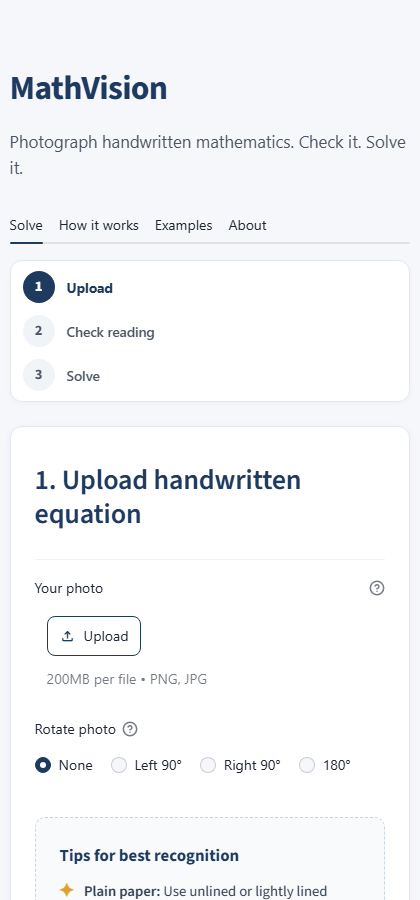 MathVision
Photograph handwritten mathematics. Check it. Solve
it.
Solve How it works Examples About
1 Upload
2 Check reading
3 Solve
1. Upload handwritten
equation
Your photo ?
Upload
200MB per file • PNG, JPG
Rotate photo ?
None Left 90° Right 90° 180°
Tips for best recognition
Plain paper: Use unlined or lightly lined